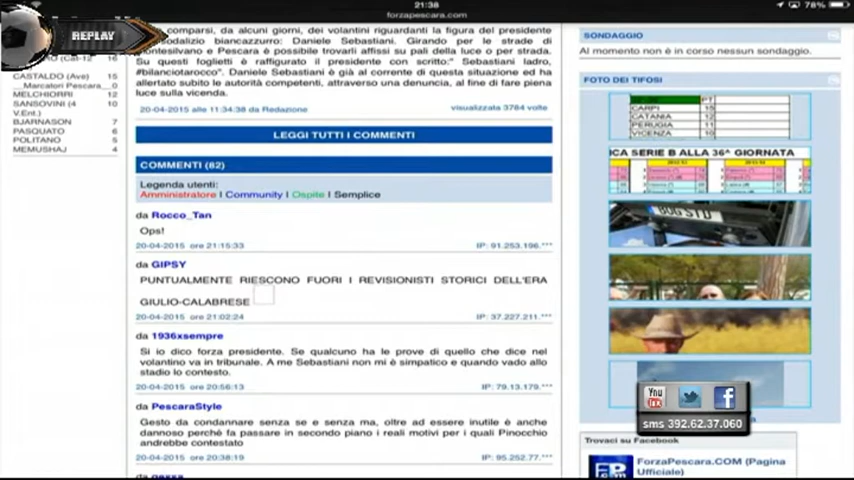 21:38
78%
forzapescara.com
REPLAY
CASTALDO (Ave) 15
__Marcatori Pescara__0
MELCHIORRI 12
SANSOVINI (4 10
V.Ent.)
BJARNASON 7
PASQUATO 6
POLITANO 5
MEMUSHAJ 4
comparsi, da alcuni giorni, dei volantini riguardanti la figura del presidente
sodalizio biancazzurro: Daniele Sebastiani. Girando per le strade di
Montesilvano e Pescara è possibile trovarli affissi su pali della luce o per strada.
Su questi foglietti è raffigurato il presidente con scritto:" Sebastiani ladro,
#bilanciotarocco". Daniele Sebastiani è già al corrente di questa situazione ed ha
allertato subito le autorità competenti, attraverso una denuncia, al fine di fare piena
luce sulla vicenda.
20-04-2015 alle 11:34:38 da Redazione visualizzata 3784 volte
LEGGI TUTTI I COMMENTI
COMMENTI (82)
Legenda utenti:
Amministratore I Community I Ospite I Semplice
da Rocco_Tan
Ops!
20-04-2015 ore 21:15:33 IP: 91.253.196.***
da GIPSY
PUNTUALMENTE RIESCONO FUORI I REVISIONISTI STORICI DELL'ERA
GIULIO-CALABRESE
20-04-2015 ore 21:02:24 IP: 37.227.211.***
da 1936xsempre
Si io dico forza presidente. Se qualcuno ha le prove di quello che dice nel
volantino va in tribunale. A me Sebastiani non mi è simpatico e quando vado allo
stadio lo contesto.
20-04-2015 ore 20:56:13 IP: 79.13.179.***
da PescaraStyle
Gesto da condannare senza se e senza ma, oltre ad essere inutile è anche
dannoso perchè fa passare in secondo piano i reali motivi per i quali Pinocchio
andrebbe contestato
20-04-2015 ore 20:38:19 IP: 95.252.77.***
SONDAGGIO
Al momento non è in corso nessun sondaggio.
FOTO DEI TIFOSI
PT
CARPI 15
CATANIA 12
PERUGIA 11
VICENZA 10
ICA SERIE B ALLA 36^ GIORNATA
BUG STD
You
sms 392.62.37.060
Trovaci su Facebook
ForzaPescara.COM (Pagina
Ufficiale)